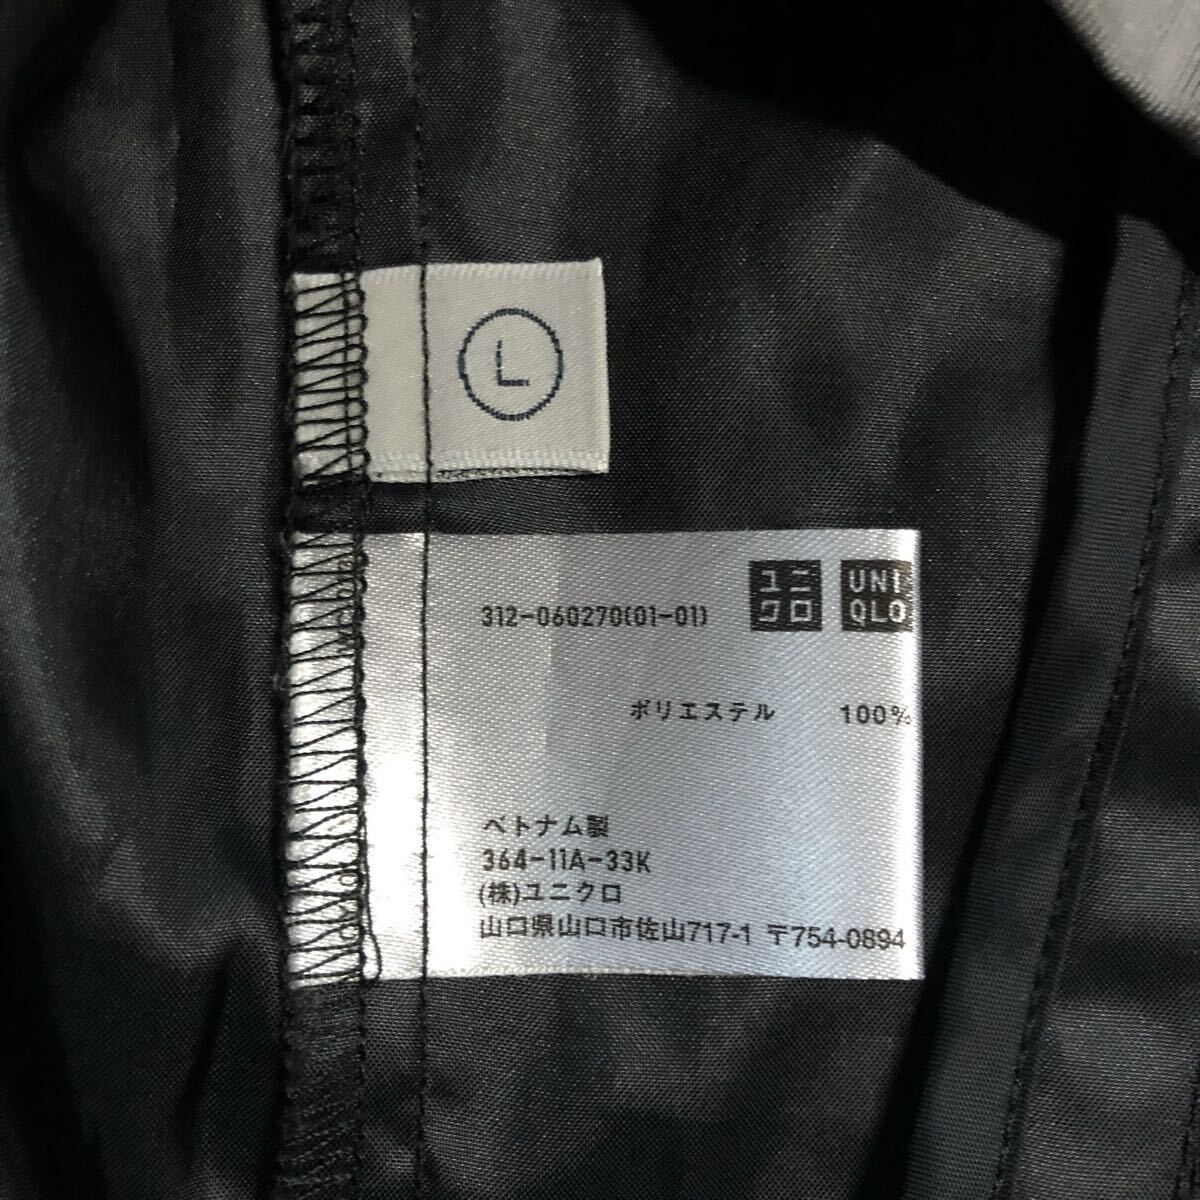 L
312-060270(01-01)
ユニ
クロ
UNI
QLO
ポリエステル 100%
ベトナム製
364-11A-33K
(株)ユニクロ
山口県山口市佐山717-1 〒754-0894